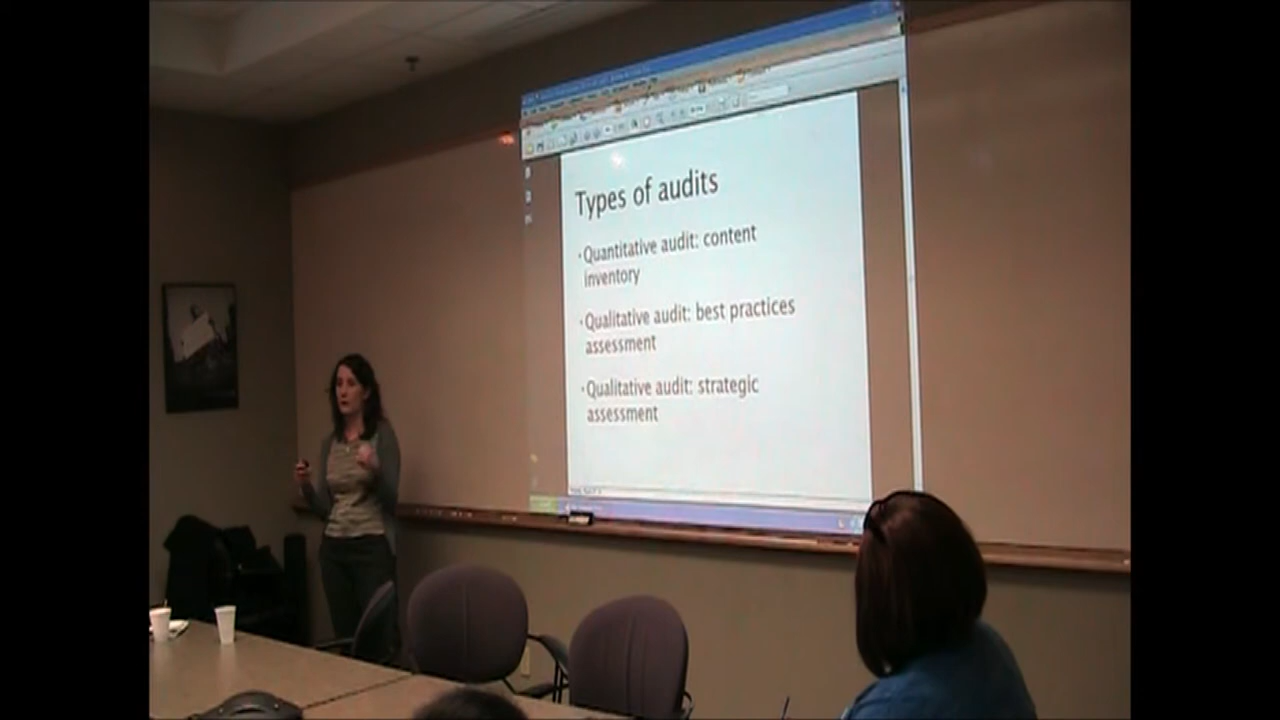 Types of audits
•Quantitative audit: content
inventory
•Qualitative audit: best practices
assessment
•Qualitative audit: strategic
assessment